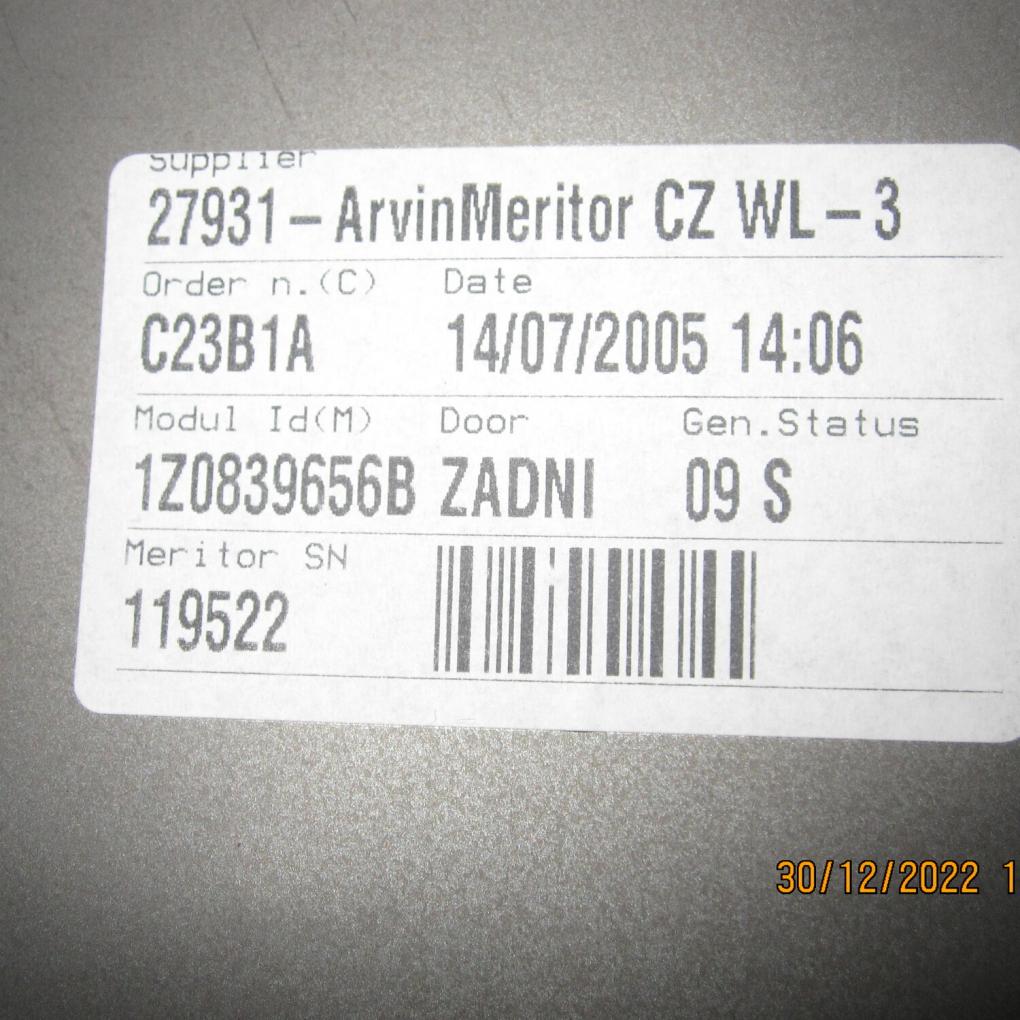 Supplier
27931-ArvinMeritor CZ WL-3
Order n.(C) Date
C23B1A 14/07/2005 14:06
Modul Id(M) Door Gen.Status
1Z0839656B ZADNI 09 S
Meritor SN
119522
30/12/2022 1